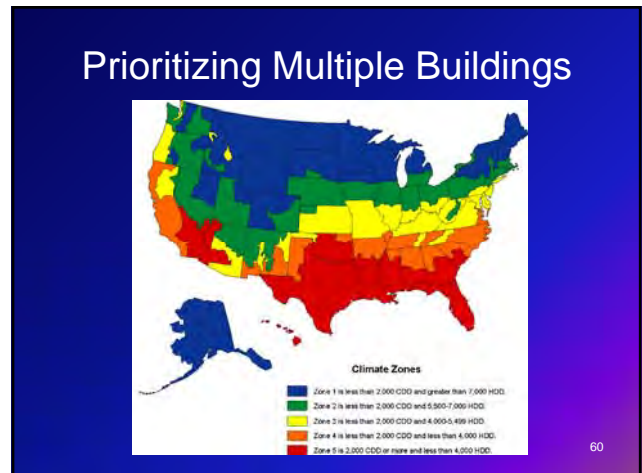 Prioritizing Multiple Buildings
Climate Zones
Zone 1 is less than 2,000 CDD and greater than 7,000 HDD.
Zone 2 is less than 2,000 CDD and 5,500-7,000 HDD.
Zone 3 is less than 2,000 CDD and 4,000-5,499 HDD.
Zone 4 is less than 2,000 CDD and less than 4,000 HDD.
Zone 5 is 2,000 CDD or more and less than 4,000 HDD.
60